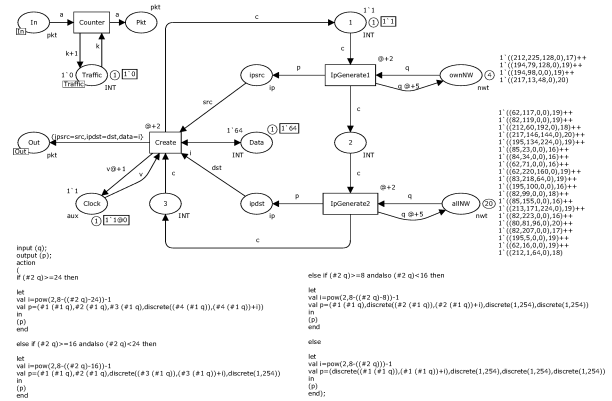 pkt
In
a
Counter
a
Pkt
In
pkt
k+1
k
1`0
Traffic
1
1`0
Traffic
INT
c
1`1
1
1
1`1
INT
c
@+2
p
ipsrc
IpGenerate1
q
q @+5
ownNW
4
ip
nwt
1`((212,225,128,0),17)++
1`((194,79,128,0),19)++
1`((194,98,0,0),19)++
1`((217,13,48,0),20)
src
c
@+2
Out
{ipsrc=src,ipdst=dst,data=i}
Create
i
1`64
Data
1
1`64
INT
2
INT
Out
pkt
v@+1
v
c
dst
c
1`1
Clock
aux
1
1`1@0
3
INT
ipdst
ip
p
@+2
IpGenerate2
q
q @+5
allNW
20
nwt
c
1`((62,117,0,0),19)++
1`((82,119,0,0),19)++
1`((212,60,192,0),18)++
1`((217,146,144,0),20)++
1`((195,134,224,0),19)++
1`((85,23,0,0),16)++
1`((84,34,0,0),16)++
1`((62,71,0,0),16)++
1`((62,220,160,0),19)++
1`((83,218,64,0),19)++
1`((195,100,0,0),16)++
1`((82,99,0,0),18)++
1`((85,155,0,0),16)++
1`((213,171,224,0),19)++
1`((82,223,0,0),16)++
1`((80,81,96,0),20)++
1`((82,207,0,0),17)++
1`((195,5,0,0),19)++
1`((62,16,0,0),19)++
1`((212,1,64,0),18)
input (q);
output (p);
action
(
if (#2 q)>=24 then
let
val i=pow(2,8-((#2 q)-24))-1
val p=(#1 (#1 q),#2 (#1 q),#3 (#1 q),discrete((#4 (#1 q)),(#4 (#1 q))+i))
in
(p)
end
else if (#2 q)>=16 andalso (#2 q)<24 then
let
val i=pow(2,8-((#2 q)-16))-1
val p=(#1 (#1 q),#2 (#1 q),discrete((#3 (#1 q)),(#3 (#1 q))+i),discrete(1,254))
in
(p)
end
else if (#2 q)>=8 andalso (#2 q)<16 then
let
val i=pow(2,8-((#2 q)-8))-1
val p=(#1 (#1 q),discrete((#2 (#1 q)),(#2 (#1 q))+i),discrete(1,254),discrete(1,254))
in
(p)
end
else
let
val i=pow(2,8-((#2 q)))-1
val p=(discrete((#1 (#1 q)),(#1 (#1 q))+i),discrete(1,254),discrete(1,254),discrete(1,254))
in
(p)
end);